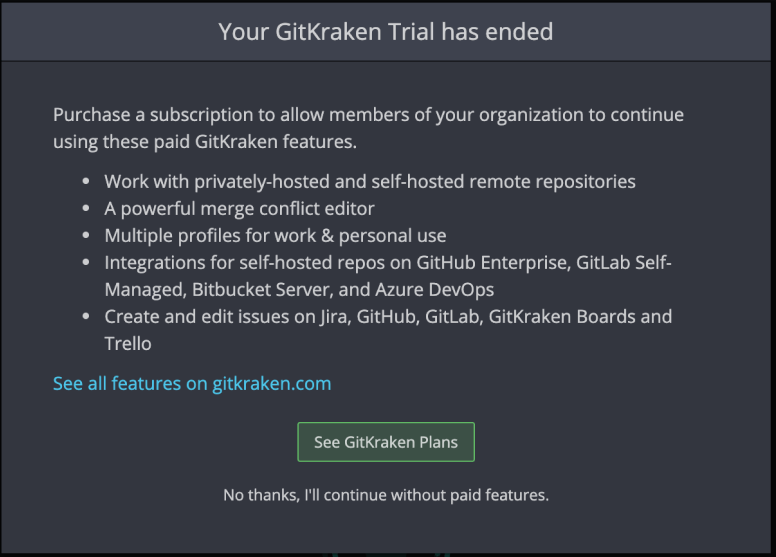 Your GitKraken Trial has ended
Purchase a subscription to allow members of your organization to continue
using these paid GitKraken features.
• Work with privately-hosted and self-hosted remote repositories
• A powerful merge conflict editor
• Multiple profiles for work & personal use
• Integrations for self-hosted repos on GitHub Enterprise, GitLab Self-
Managed, Bitbucket Server, and Azure DevOps
• Create and edit issues on Jira, GitHub, GitLab, GitKraken Boards and
Trello
See all features on gitkraken.com
See GitKraken Plans
No thanks, I'll continue without paid features.